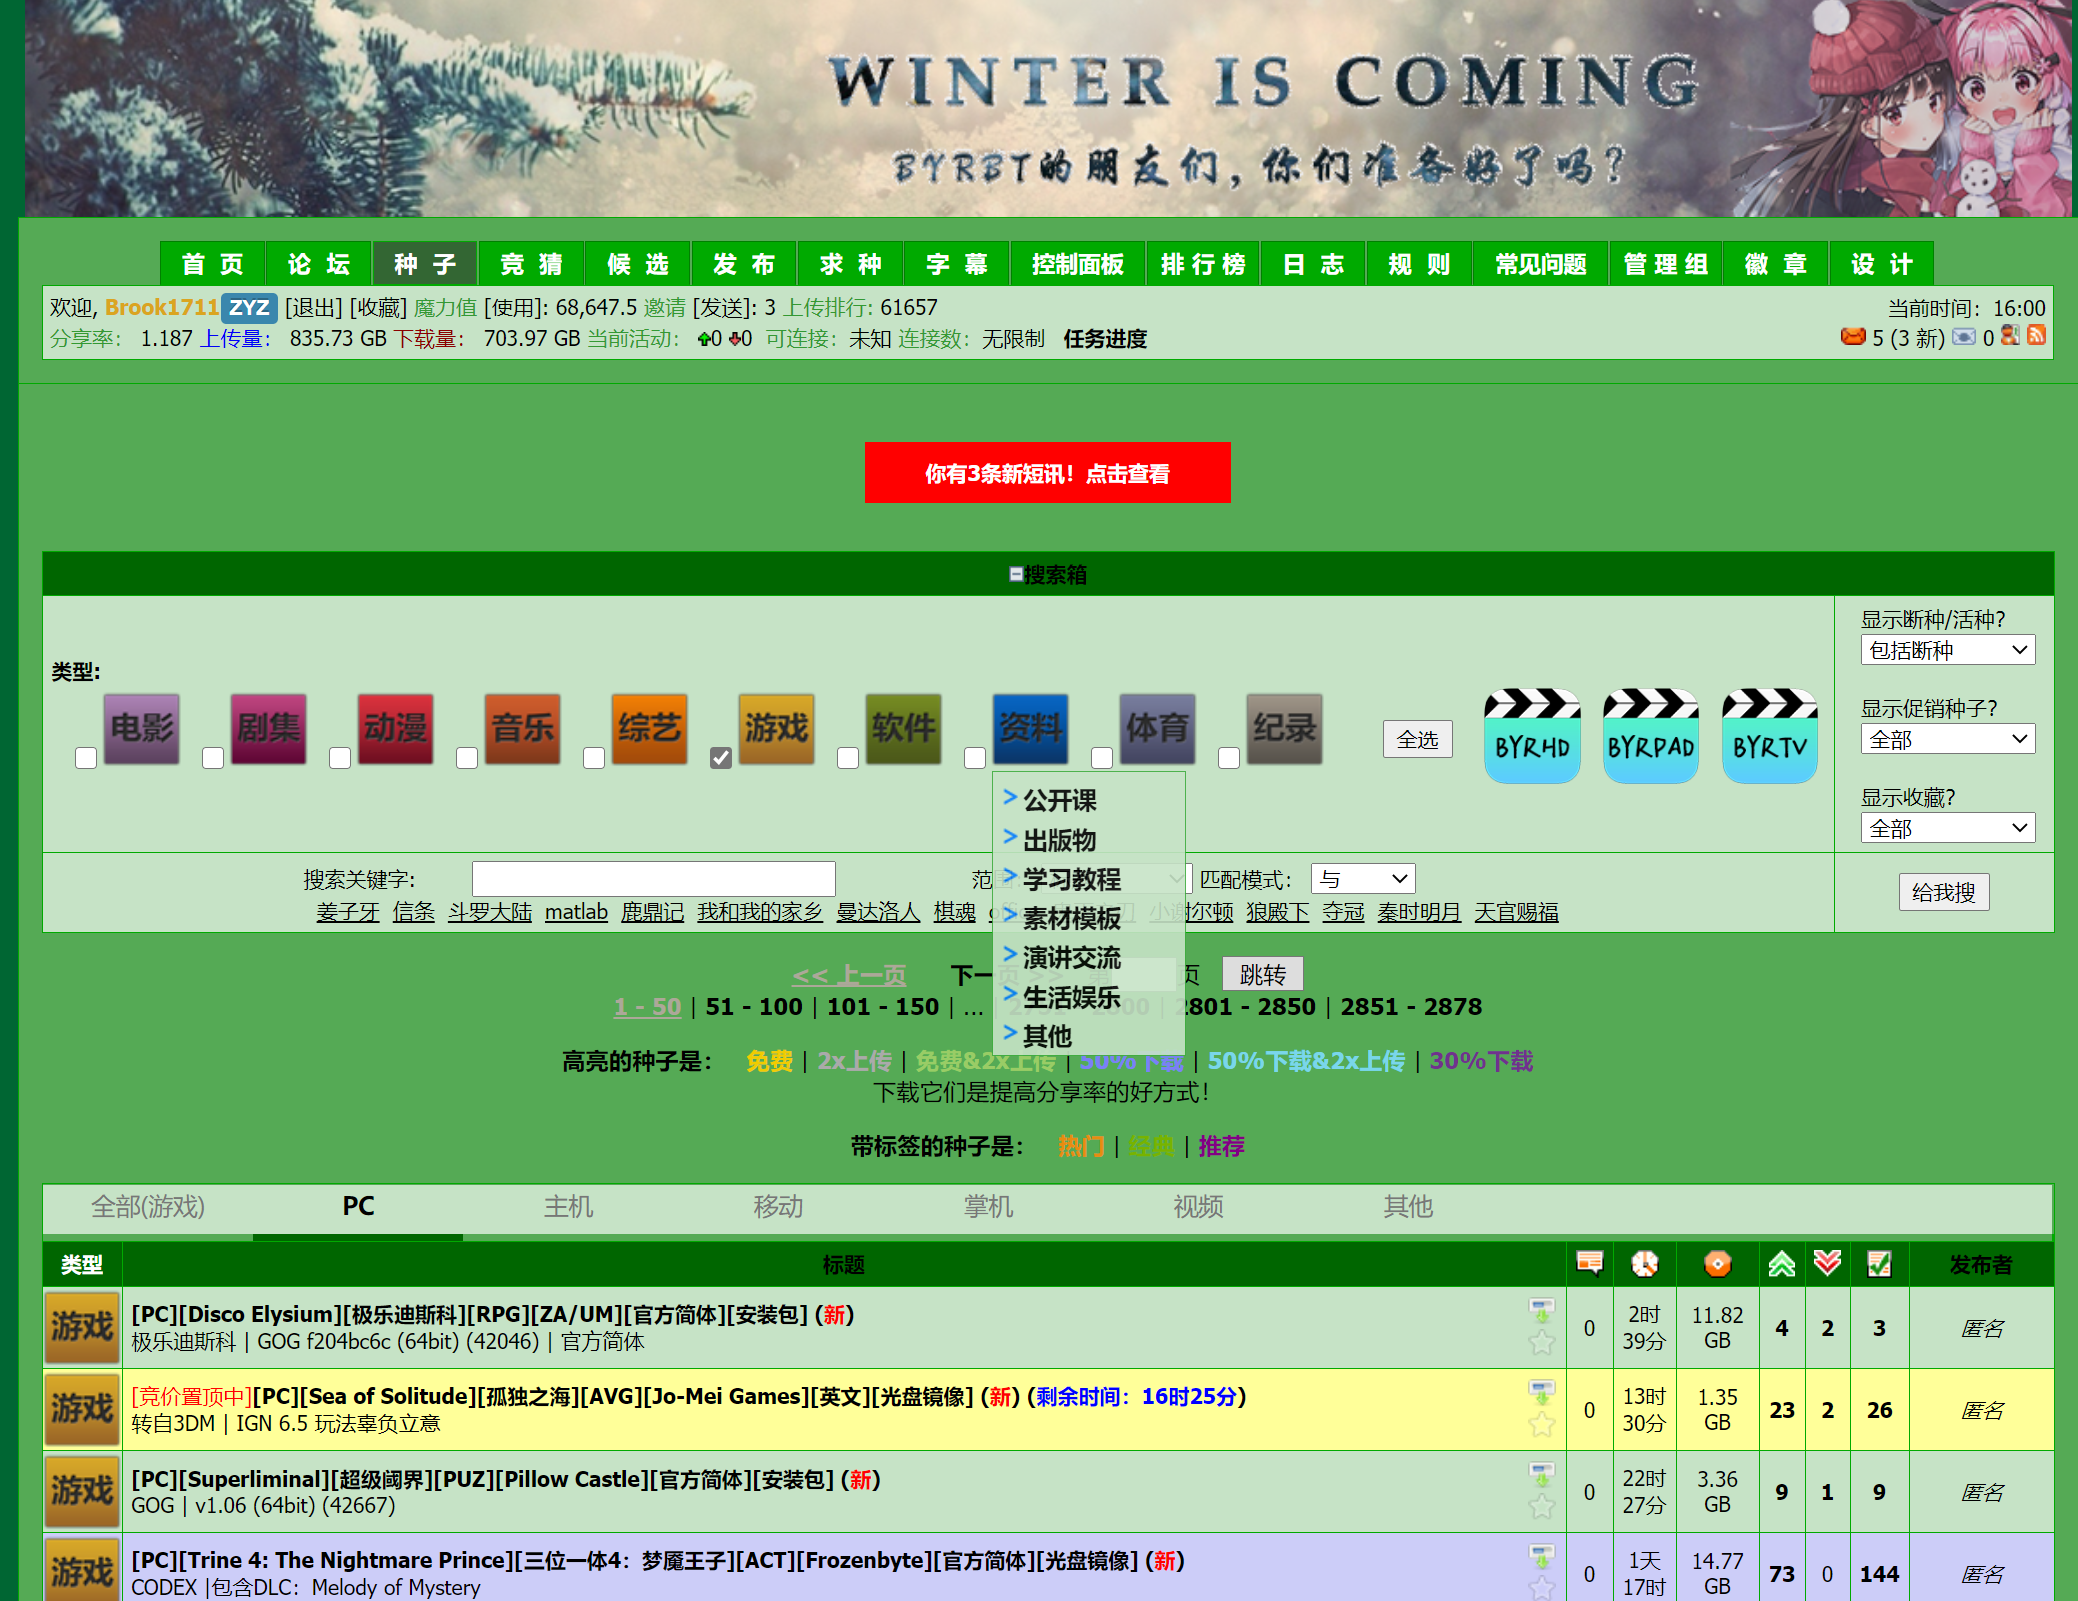 WINTER IS COMING
BYRBT的朋友们，你们准备好了吗？
首 页 论 坛 种 子 竞 猜 候 选 发 布 求 种 字 幕 控制面板 排 行 榜 日 志 规 则 常见问题 管 理 组 徽 章 设 计
欢迎, Brook1711 ZYZ [退出] [收藏] 魔力值 [使用]: 68,647.5 邀请 [发送]: 3 上传排行: 61657
当前时间：16:00
分享率： 1.187 上传量： 835.73 GB 下载量： 703.97 GB 当前活动： 0 0 可连接：未知 连接数：无限制 任务进度
5 (3 新) 0
你有3条新短讯！点击查看
搜索箱
显示断种/活种?
包括断种
类型:
电影 剧集 动漫 音乐 综艺 游戏 软件 资料 体育 纪录 全选 BYRHD BYRPAD BYRTV
显示促销种子?
全部
显示收藏?
全部
> 公开课
> 出版物
> 学习教程
> 素材模板
> 演讲交流
> 生活娱乐
> 其他
搜索关键字: 匹配模式： 与
给我搜
姜子牙 信条 斗罗大陆 matlab 鹿鼎记 我和我的家乡 曼达洛人 棋魂 小谢尔顿 狼殿下 夺冠 秦时明月 天官赐福
<< 上一页 下一页 >> 页 跳转
1 - 50 | 51 - 100 | 101 - 150 | ... 2801 - 2850 | 2851 - 2878
高亮的种子是： 免费 | 2x上传 | 免费&2x上传 | 50%下载 | 50%下载&2x上传 | 30%下载
下载它们是提高分享率的好方式！
带标签的种子是： 热门 | 经典 | 推荐
全部(游戏) PC 主机 移动 掌机 视频 其他
类型 标题 发布者
游戏 [PC][Disco Elysium][极乐迪斯科][RPG][ZA/UM][官方简体][安装包] (新)
极乐迪斯科 | GOG f204bc6c (64bit) (42046) | 官方简体
0 2时39分 11.82 GB 4 2 3 匿名
游戏 [竞价置顶中][PC][Sea of Solitude][孤独之海][AVG][Jo-Mei Games][英文][光盘镜像] (新) (剩余时间：16时25分)
转自3DM | IGN 6.5 玩法辜负立意
0 13时30分 1.35 GB 23 2 26 匿名
游戏 [PC][Superliminal][超级阈界][PUZ][Pillow Castle][官方简体][安装包] (新)
GOG | v1.06 (64bit) (42667)
0 22时27分 3.36 GB 9 1 9 匿名
游戏 [PC][Trine 4: The Nightmare Prince][三位一体4：梦魇王子][ACT][Frozenbyte][官方简体][光盘镜像] (新)
CODEX |包含DLC：Melody of Mystery
0 1天17时 14.77 GB 73 0 144 匿名